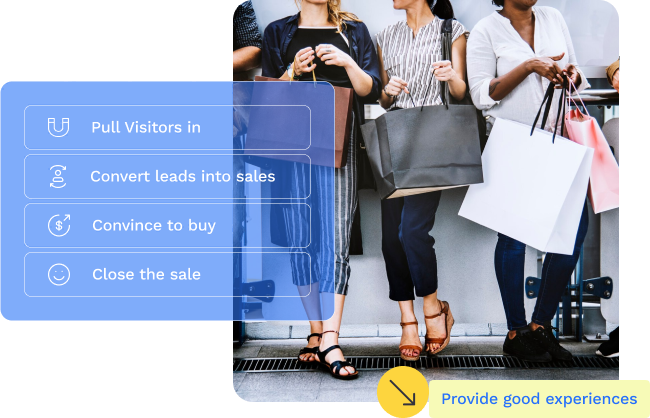 Pull Visitors in
Convert leads into sales
Convince to buy
Close the sale
Provide good experiences